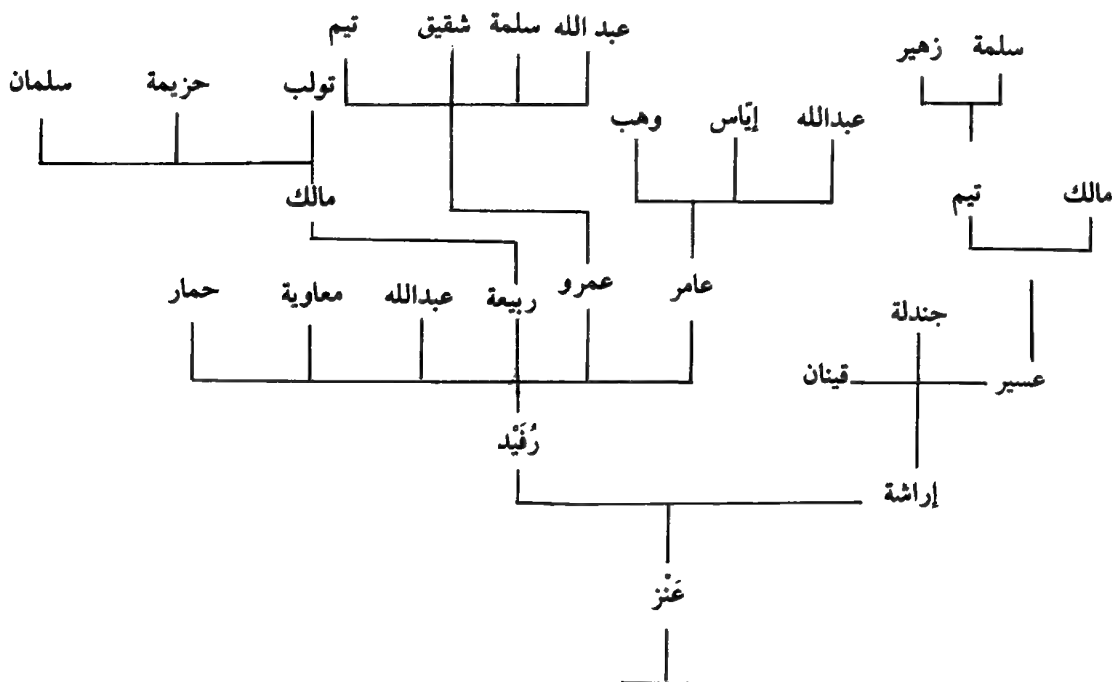 عبد الله سلمة شقيق تيم
سلمة زهير
تولب حزيمة سلمان
عبدالله إيّاس وهب
مالك تيم
مالك
عامر عمرو ربيعة عبدالله معاوية حمار
جندلة
عسير قينان
رُفَيْد
إراشة
عَنْز